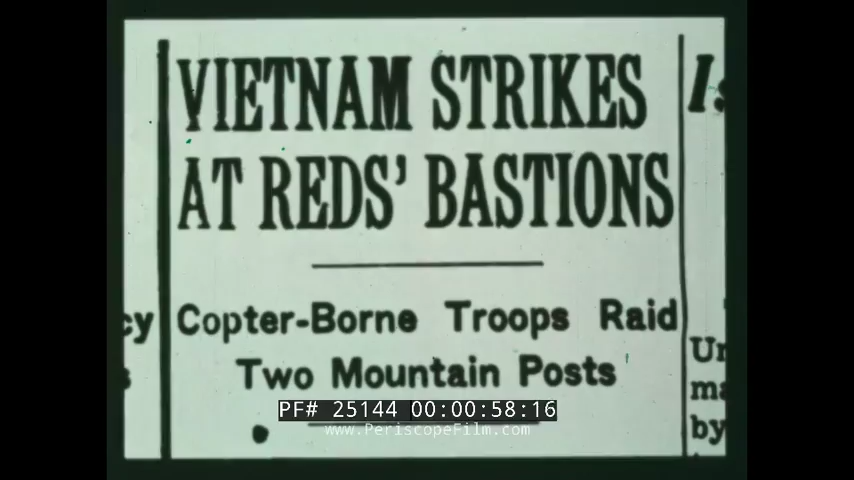 VIETNAM STRIKES
AT REDS' BASTIONS
Copter-Borne Troops Raid
Two Mountain Posts
PF# 25144 00:00:58:16
www.PeriscopeFilm.com
by